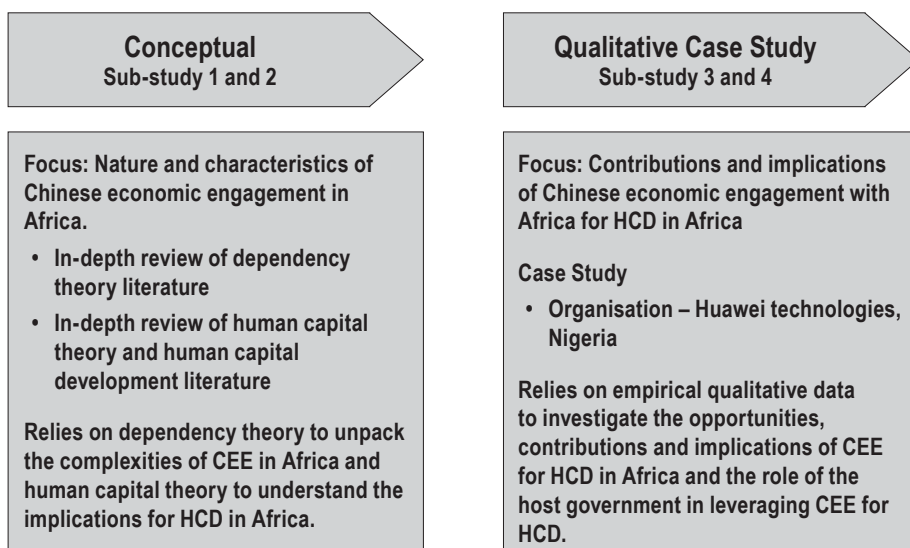 Conceptual
Sub-study 1 and 2
Focus: Nature and characteristics of
Chinese economic engagement in
Africa.
• In-depth review of dependency
theory literature
• In-depth review of human capital
theory and human capital
development literature
Relies on dependency theory to unpack
the complexities of CEE in Africa and
human capital theory to understand the
implications for HCD in Africa.
Qualitative Case Study
Sub-study 3 and 4
Focus: Contributions and implications
of Chinese economic engagement with
Africa for HCD in Africa
Case Study
• Organisation – Huawei technologies,
Nigeria
Relies on empirical qualitative data
to investigate the opportunities,
contributions and implications of CEE
for HCD in Africa and the role of the
host government in leveraging CEE for
HCD.